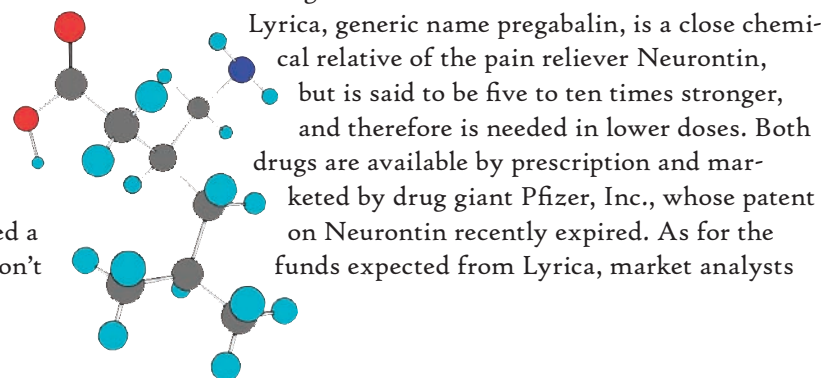 Lyrica, generic name pregabalin, is a close chemi-
cal relative of the pain reliever Neurontin,
but is said to be five to ten times stronger,
and therefore is needed in lower doses. Both
drugs are available by prescription and mar-
keted by drug giant Pfizer, Inc., whose patent
ed a
on Neurontin recently expired. As for the
on't
funds expected from Lyrica, market analysts